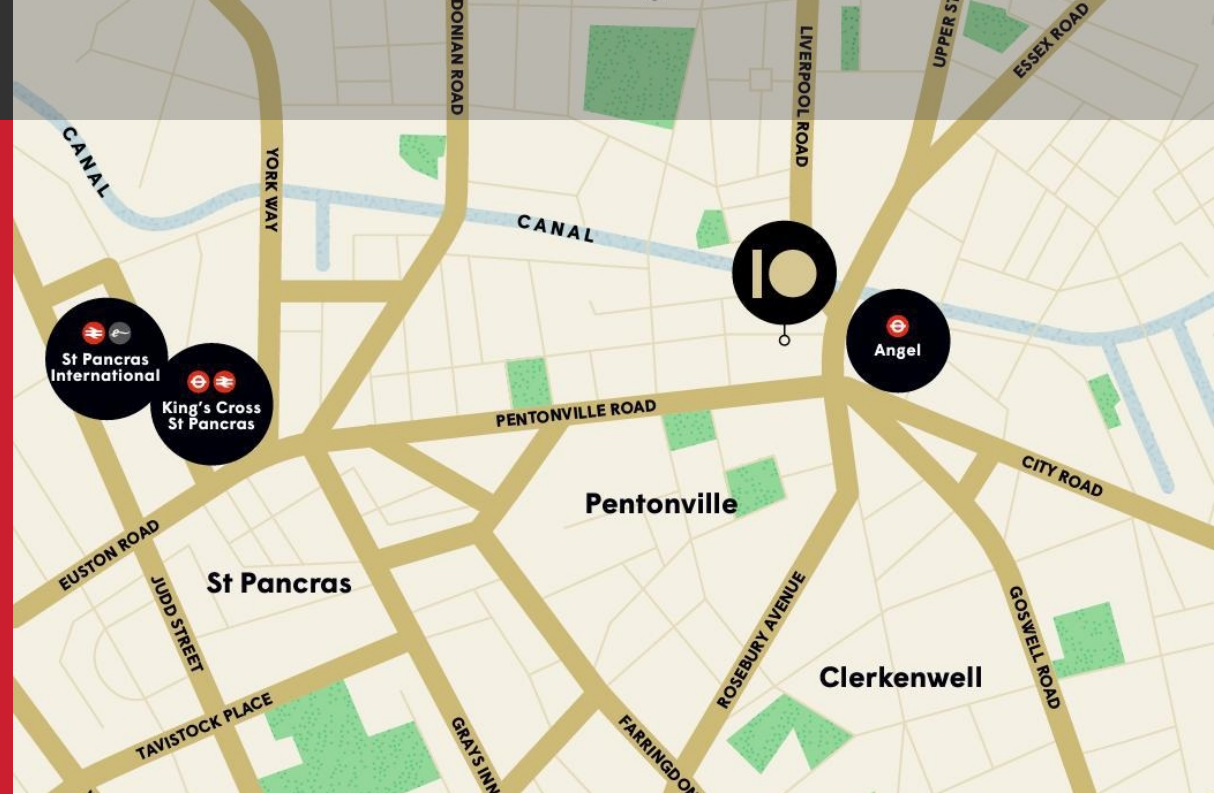 DONIAN ROAD
LIVERPOOL ROAD
UPPER ST
ESSEX ROAD
CANAL
YORK WAY
CANAL
10
St Pancras
International
King's Cross
St Pancras
Angel
PENTONVILLE ROAD
CITY ROAD
Pentonville
EUSTON ROAD
St Pancras
JUDD STREET
ROSEBURY AVENUE
GOSWELL ROAD
Clerkenwell
TAVISTOCK PLACE
GRAYS INN
FARRINGDON